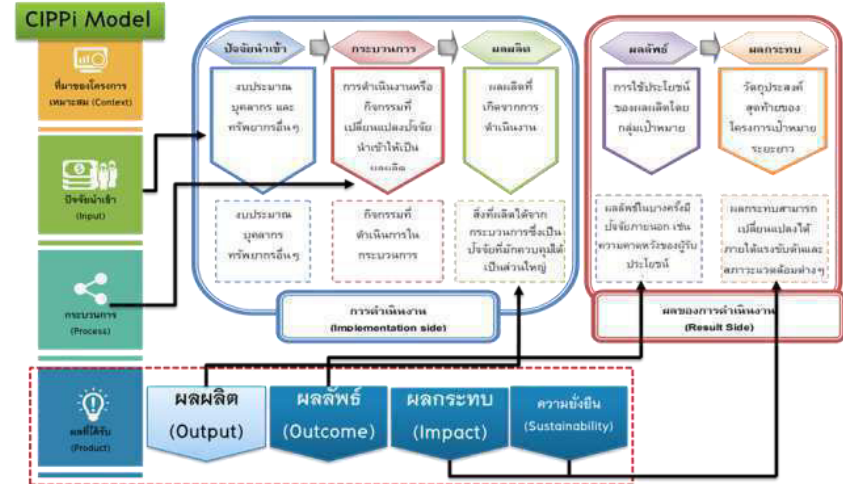 CIPPi Model
ที่มาของโครงการ
เหมาะสม (Context)
ปัจจัยนำเข้า
(Input)
กระบวนการ
(Process)
ผลที่ได้รับ
(Product)
ปัจจัยนำเข้า
กระบวนการ
ผลผลิต
งบประมาณ
บุคลากร และ
ทรัพยากรอื่นๆ
การดำเนินงานหรือ
กิจกรรมที่
เปลี่ยนแปลงปัจจัย
นำเข้าให้เป็น
ผลผลิต
ผลผลิตที่
เกิดจากการ
ดำเนินงาน
งบประมาณ
บุคลากร
ทรัพยากรอื่นๆ
กิจกรรมที่
ดำเนินการใน
กระบวนการ
สิ่งที่ผลิตได้จาก
กระบวนการซึ่งเป็น
ปัจจัยที่มักควบคุมได้
เป็นส่วนใหญ่)
การดำเนินงาน
(Implementation side)
ผลลัพธ์
ผลกระทบ
การใช้ประโยชน์
ของผลผลิตโดย
กลุ่มเป้าหมาย
วัตถุประสงค์
สุดท้ายของ
โครงการเป้าหมาย
ระยะยาว
ผลลัพธ์ในบางครั้งมี
ปัจจัยภายนอก เช่น
ความคาดหวังของผู้รับ
ประโยชน์
ผลกระทบสามารถ
เปลี่ยนแปลงได้
ภายใต้แรงขับดันและ
สภาวะแวดล้อมต่างๆ
ผลของการดำเนินงาน
(Result Side)
ผลผลิต
(Output)
ผลลัพธ์
(Outcome)
ผลกระทบ
(Impact)
ความยั่งยืน
(Sustainability)